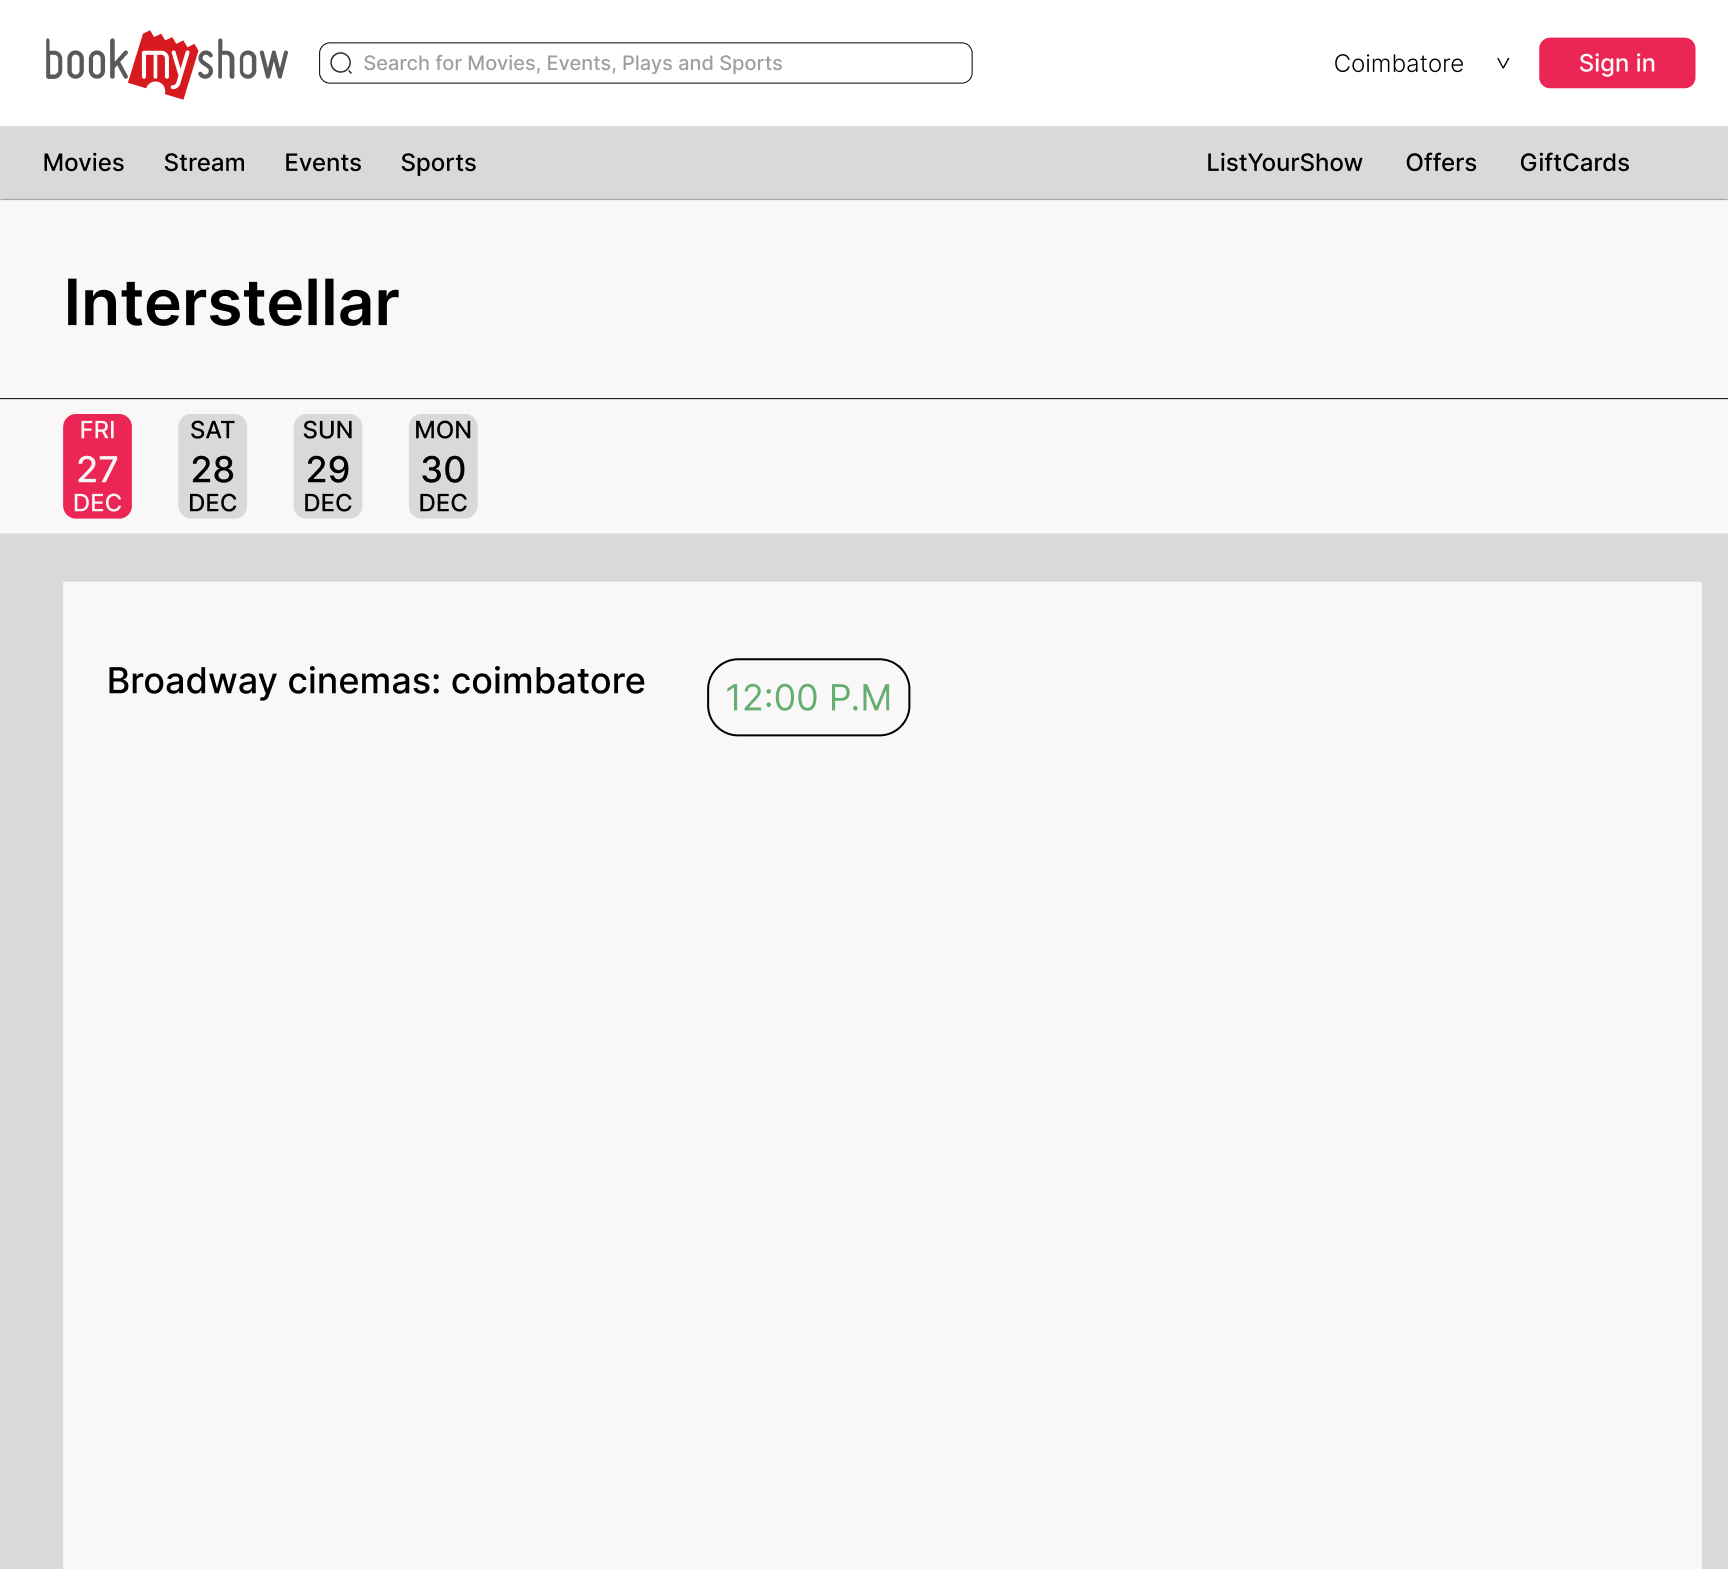 bookmyshow
Search for Movies, Events, Plays and Sports
Coimbatore
Sign in
Movies Stream Events Sports
ListYourShow Offers GiftCards
Interstellar
FRI
27
DEC
SAT
28
DEC
SUN
29
DEC
MON
30
DEC
Broadway cinemas: coimbatore
12:00 P.M